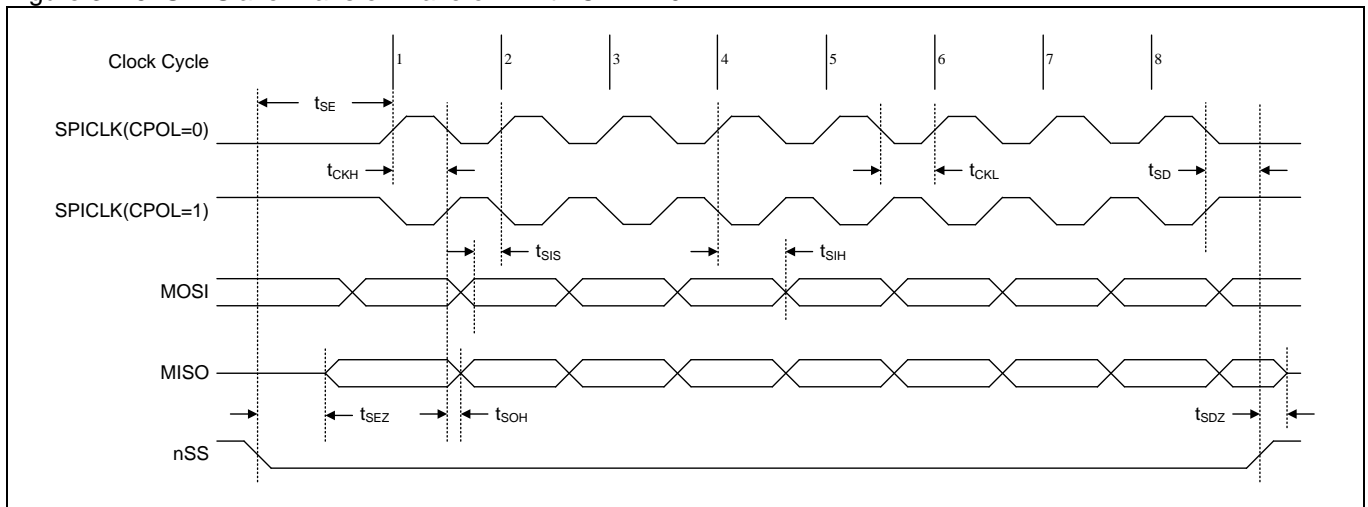 Clock Cycle
1 2 3 4 5 6 7 8
tSE
SPICLK(CPOL=0)
tCKH tCKL tSD
SPICLK(CPOL=1)
tSIS tSIH
MOSI
MISO
tSEZ tSOH tSDZ
nSS